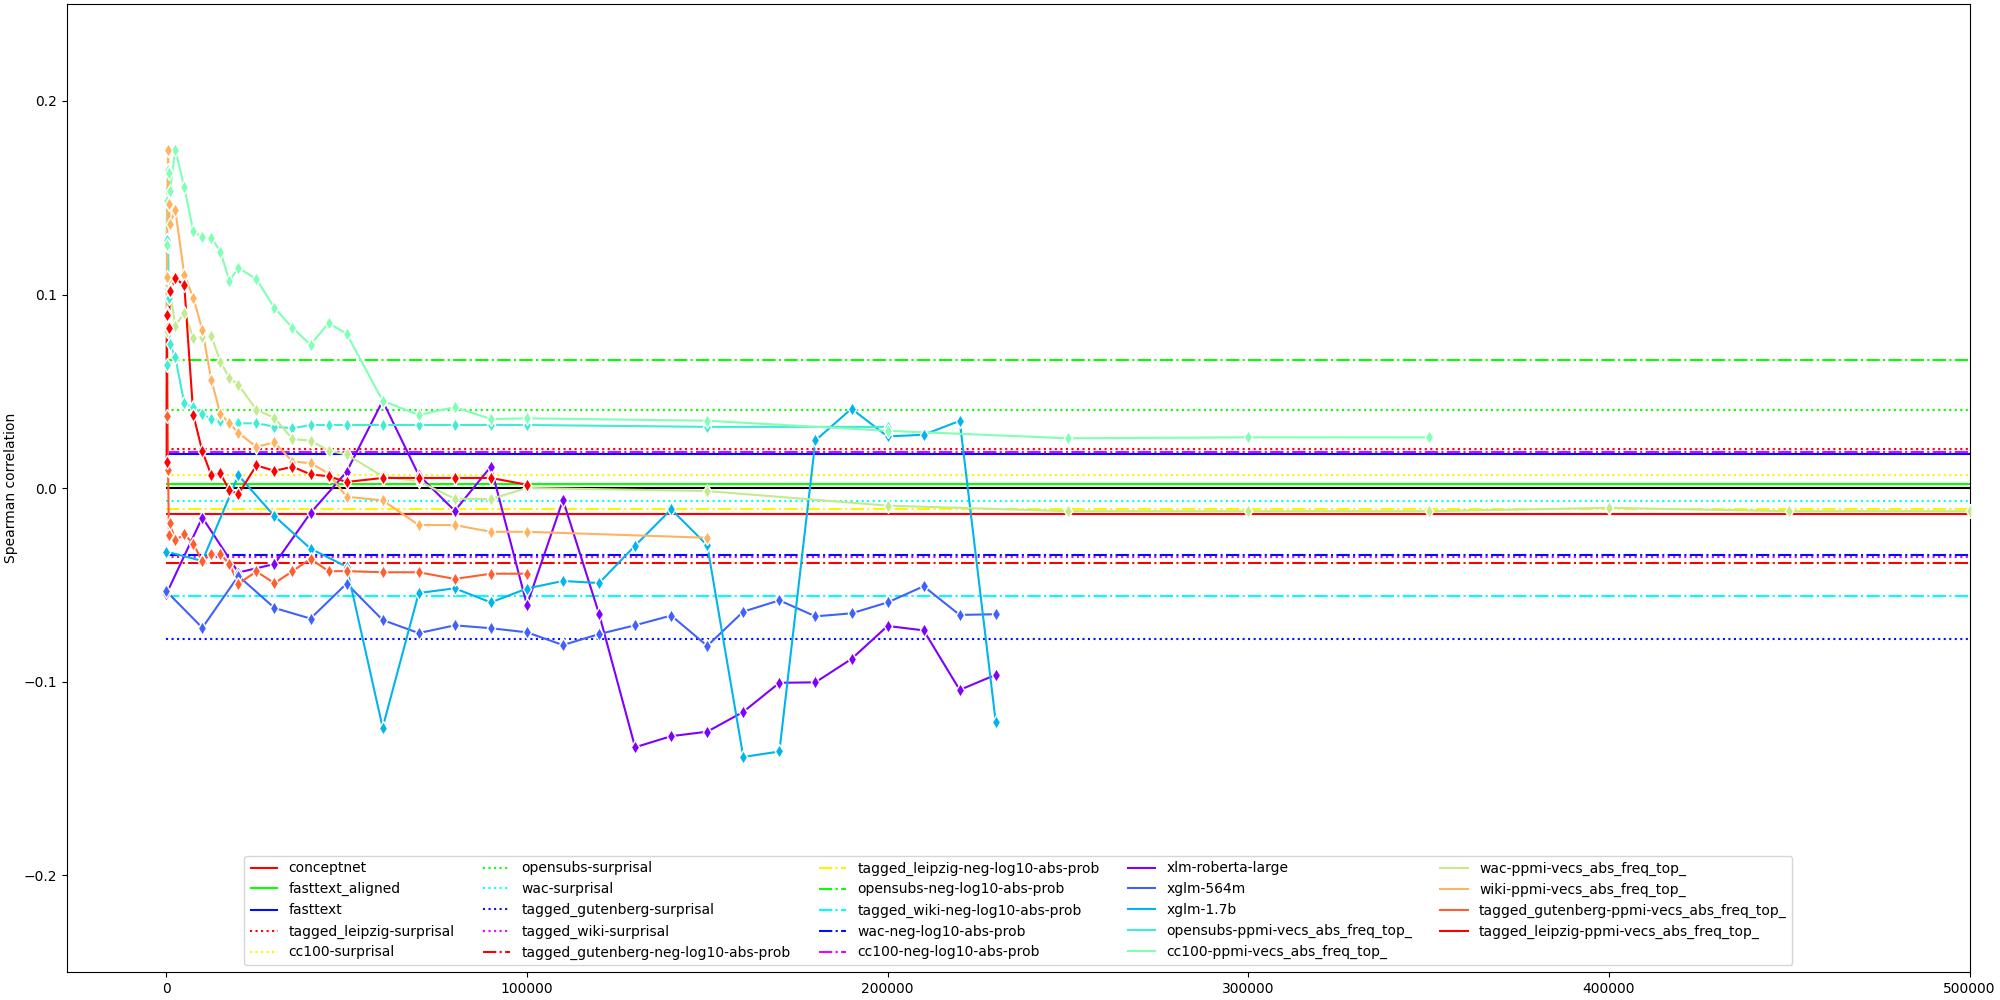 Spearman correlation
0.2
0.1
0.0
−0.1
−0.2
0
100000
200000
300000
400000
500000
conceptnet
fasttext_aligned
fasttext
tagged_leipzig-surprisal
cc100-surprisal
opensubs-surprisal
wac-surprisal
tagged_gutenberg-surprisal
tagged_wiki-surprisal
tagged_gutenberg-neg-log10-abs-prob
tagged_leipzig-neg-log10-abs-prob
opensubs-neg-log10-abs-prob
tagged_wiki-neg-log10-abs-prob
wac-neg-log10-abs-prob
cc100-neg-log10-abs-prob
xlm-roberta-large
xglm-564m
xglm-1.7b
opensubs-ppmi-vecs_abs_freq_top_
cc100-ppmi-vecs_abs_freq_top_
wac-ppmi-vecs_abs_freq_top_
wiki-ppmi-vecs_abs_freq_top_
tagged_gutenberg-ppmi-vecs_abs_freq_top_
tagged_leipzig-ppmi-vecs_abs_freq_top_